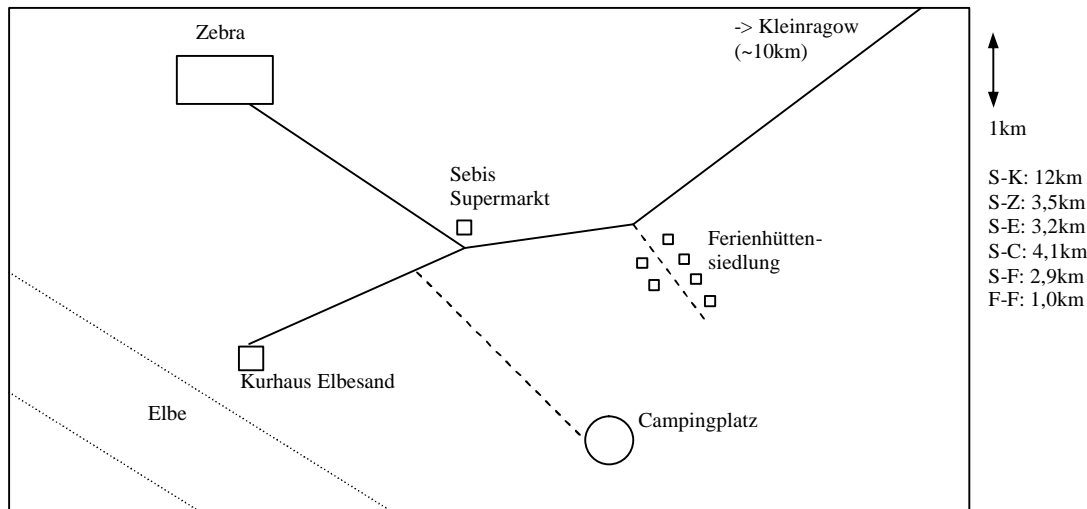 Zebra
-> Kleinragow
(~10km)
1km
Sebis
Supermarkt
S-K: 12km
S-Z: 3,5km
S-E: 3,2km
S-C: 4,1km
S-F: 2,9km
F-F: 1,0km
Ferienhütten-
siedlung
Kurhaus Elbesand
Elbe
Campingplatz